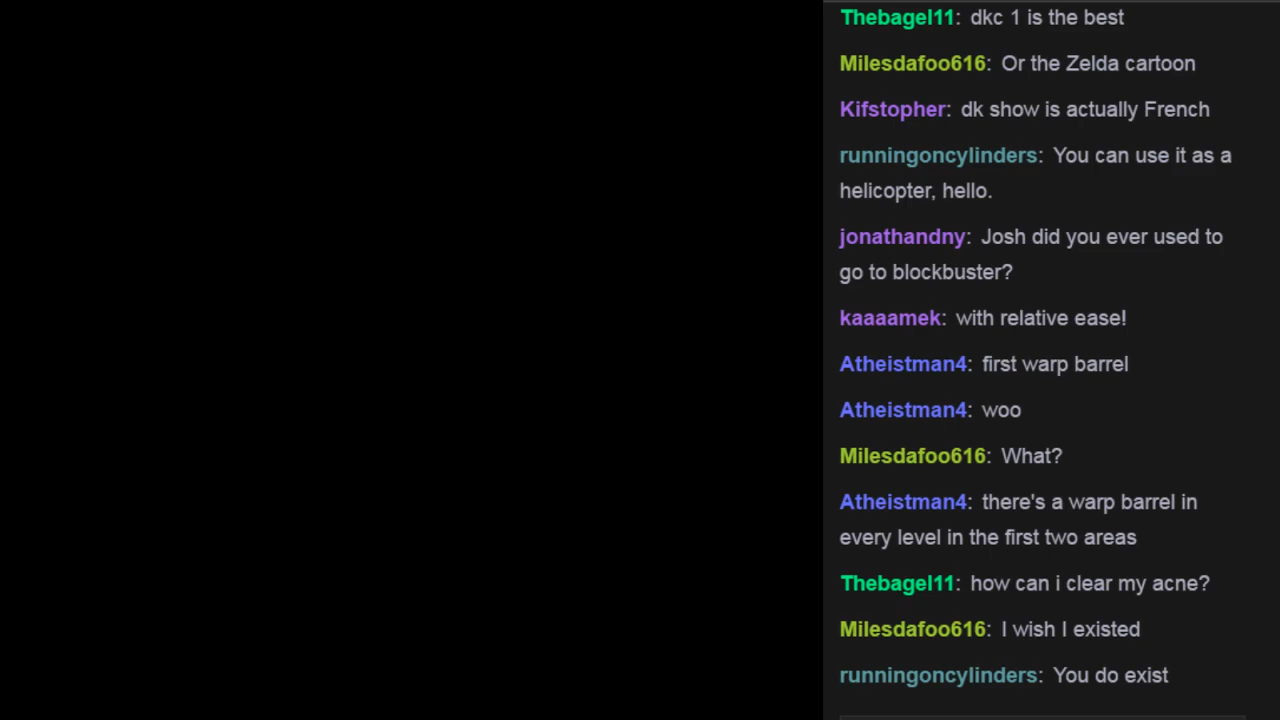 Thebagel11: dkc 1 is the best
Milesdafoo616: Or the Zelda cartoon
Kifstopher: dk show is actually French
runningoncylinders: You can use it as a
helicopter, hello.
jonathandny: Josh did you ever used to
go to blockbuster?
kaaaamek: with relative ease!
Atheistman4: first warp barrel
Atheistman4: woo
Milesdafoo616: What?
Atheistman4: there's a warp barrel in
every level in the first two areas
Thebagel11: how can i clear my acne?
Milesdafoo616: I wish I existed
runningoncylinders: You do exist